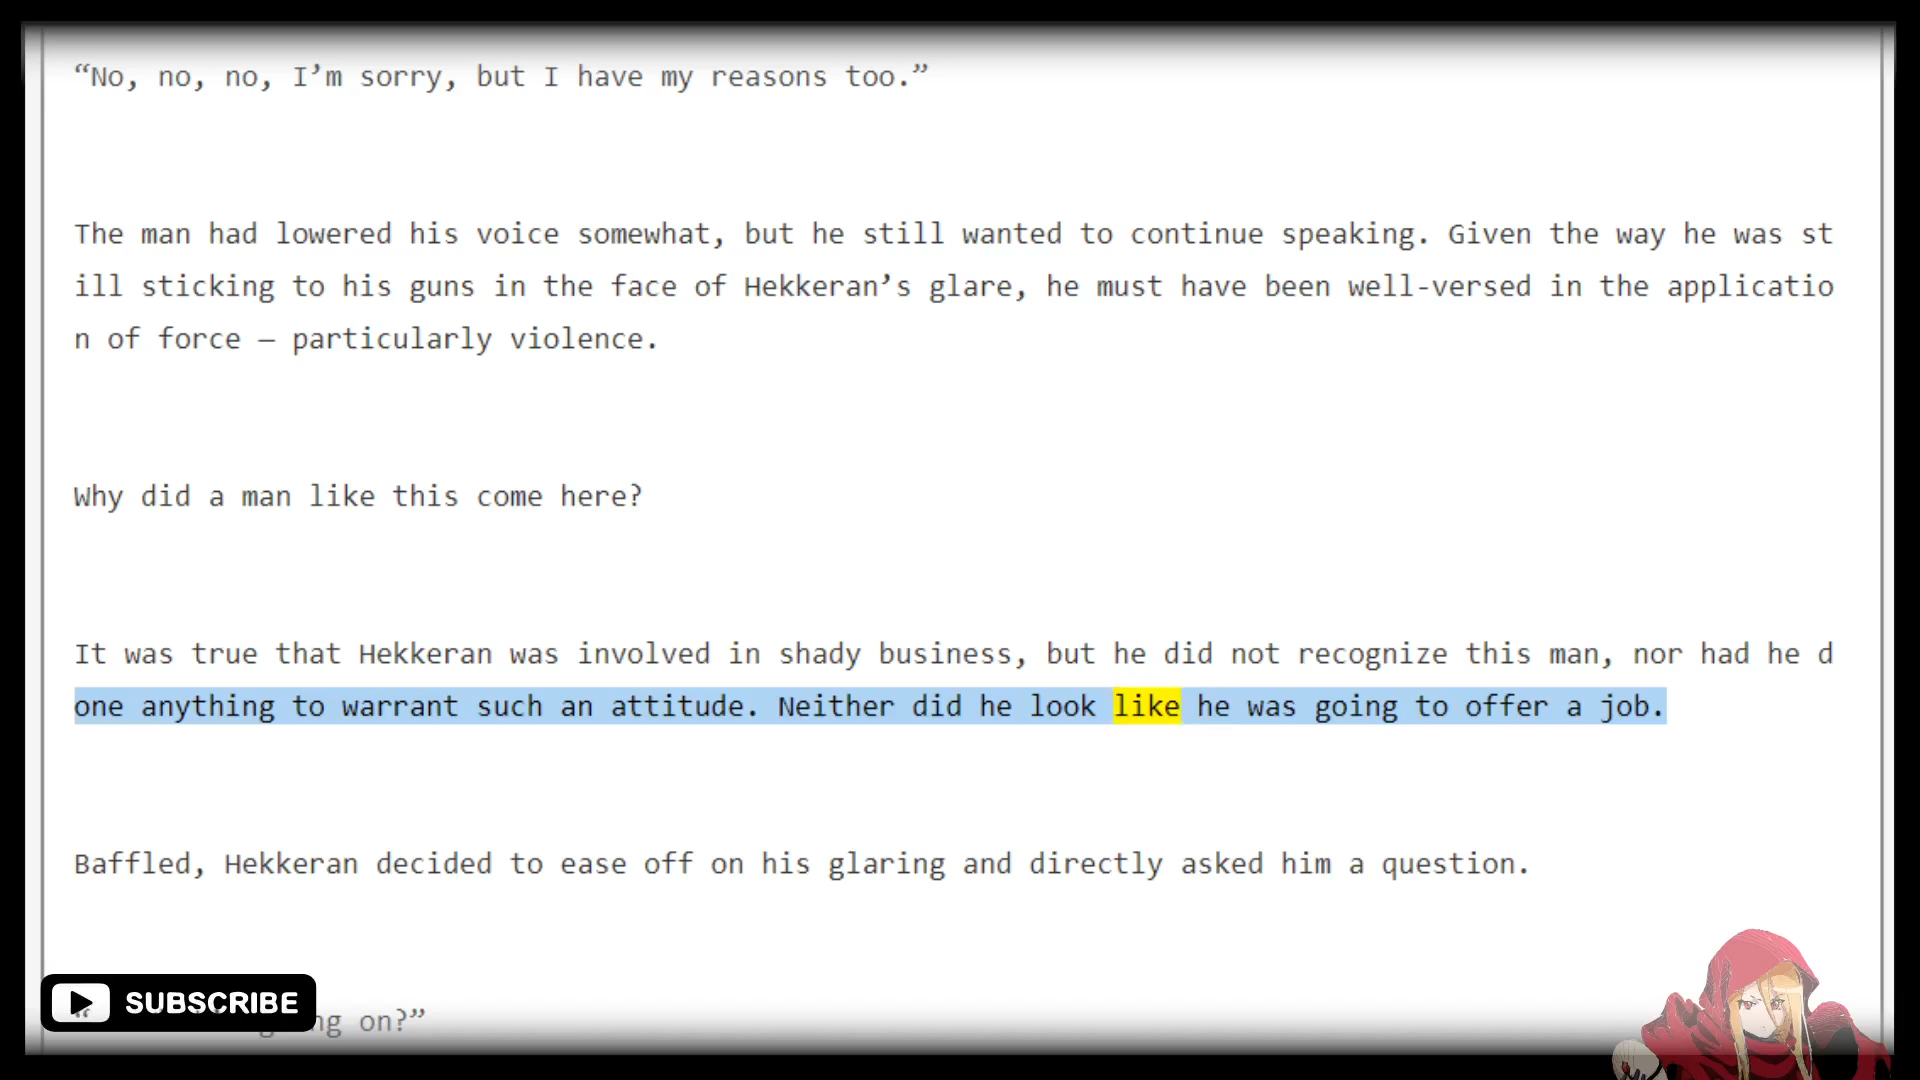 “No, no, no, I’m sorry, but I have my reasons too.”
The man had lowered his voice somewhat, but he still wanted to continue speaking. Given the way he was st
ill sticking to his guns in the face of Hekkeran’s glare, he must have been well-versed in the applicatio
n of force — particularly violence.
Why did a man like this come here?
It was true that Hekkeran was involved in shady business, but he did not recognize this man, nor had he d
one anything to warrant such an attitude. Neither did he look like he was going to offer a job.
Baffled, Hekkeran decided to ease off on his glaring and directly asked him a question.
on?”
SUBSCRIBE